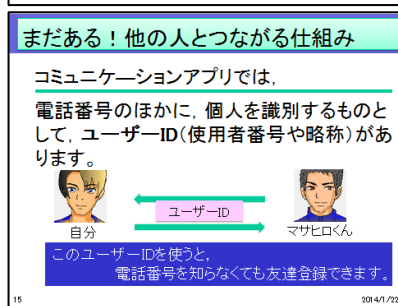 まだある！他の人とつながる仕組み
コミュニケーションアプリでは，
電話番号のほかに，個人を識別するものと
して，ユーザーID（使用者番号や略称）があ
ります。
ユーザーID
自分
マサヒロくん
このユーザーIDを使うと，
電話番号を知らなくても友達登録できます。
15
2014/1/22